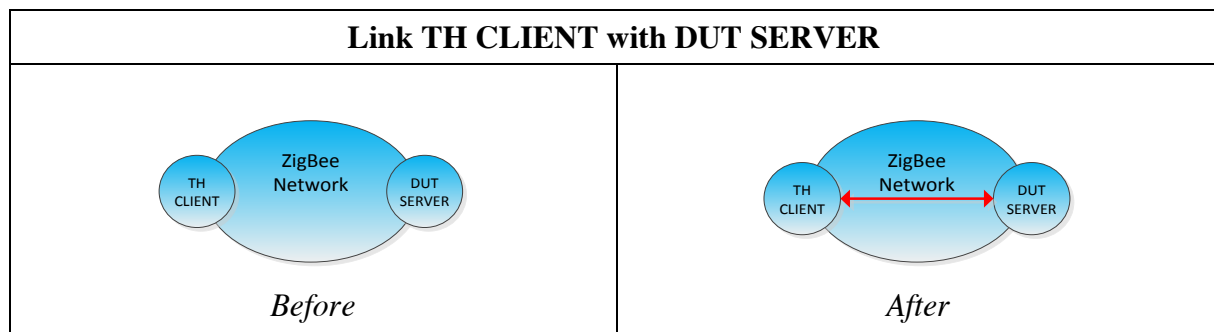 Link TH CLIENT with DUT SERVER
ZigBee
Network
TH
CLIENT
DUT
SERVER
Before
ZigBee
Network
TH
CLIENT
DUT
SERVER
After